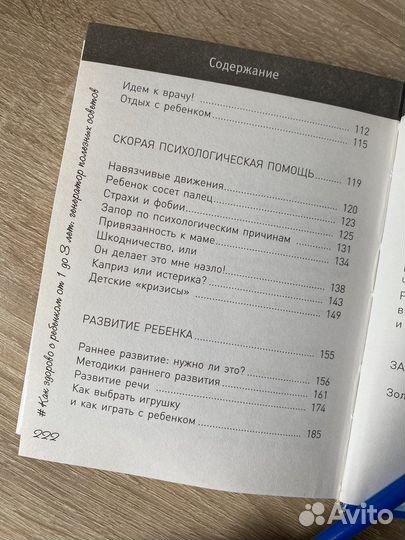 Содержание
Идем к врачу! 112
Отдых с ребенком 115
СКОРАЯ ПСИХОЛОГИЧЕСКАЯ ПОМОЩЬ 119
Навязчивые движения 120
Ребенок сосет палец 123
Страхи и фобии 125
Запор по психологическим причинам 131
Привязанность к маме 134
Шкодничество, или
Он делает это мне назло! 138
Каприз или истерика? 143
Детские «кризисы» 149
РАЗВИТИЕ РЕБЕНКА 155
Раннее развитие: нужно ли это? 156
Методики раннего развития 161
Развитие речи 174
Как выбрать игрушку
и как играть с ребенком 185
222
#Как здорово с ребенком от 1 до 3 лет: генератор полезных советов
ЗА
Зол
Avito